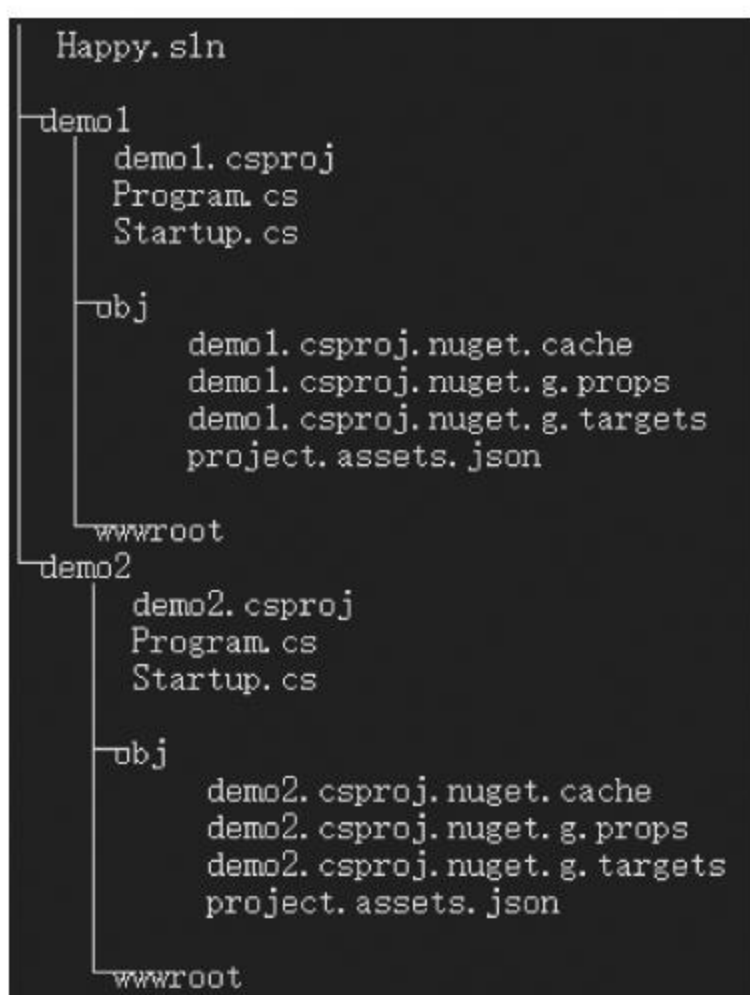 Happy.sln
demo1
demo1.csproj
Program.cs
Startup.cs
obj
demo1.csproj.nuget.cache
demo1.csproj.nuget.g.props
demo1.csproj.nuget.g.targets
project.assets.json
wwwroot
demo2
demo2.csproj
Program.cs
Startup.cs
obj
demo2.csproj.nuget.cache
demo2.csproj.nuget.g.props
demo2.csproj.nuget.g.targets
project.assets.json
wwwroot